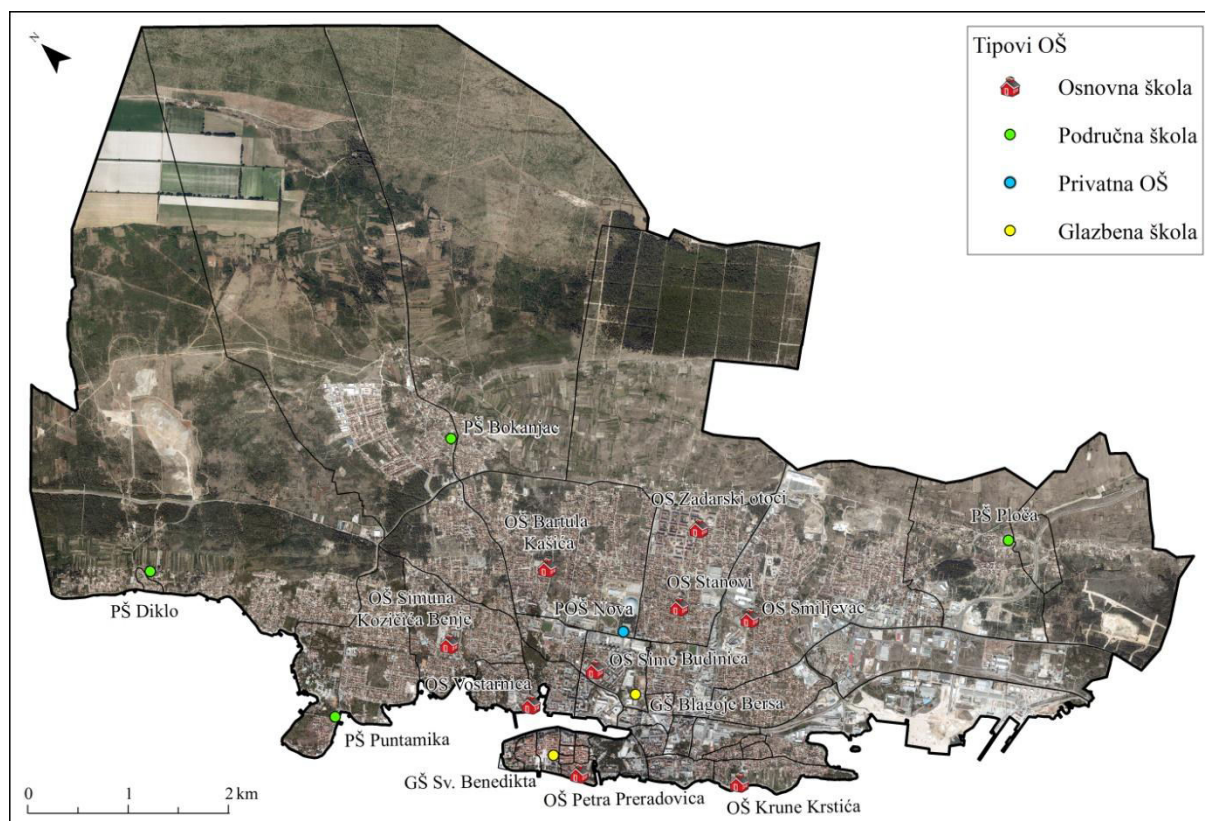 N
Tipovi OŠ
Osnovna škola
Područna škola
Privatna OŠ
Glazbena škola
PŠ Bokanjac
OŠ Zadarski otoci
PŠ Ploča
OŠ Bartula
Kašića
PŠ Diklo
OŠ Stanovi
OŠ Šimuna
Kožičića Benje
POŠ Nova
OŠ Smiljevac
OŠ Šime Budinića
OŠ Voštarnica
GŠ Blagoje Bersa
PŠ Puntamika
GŠ Sv. Benedikta
OŠ Petra Preradovića
OŠ Krune Krstića
0 1 2 km